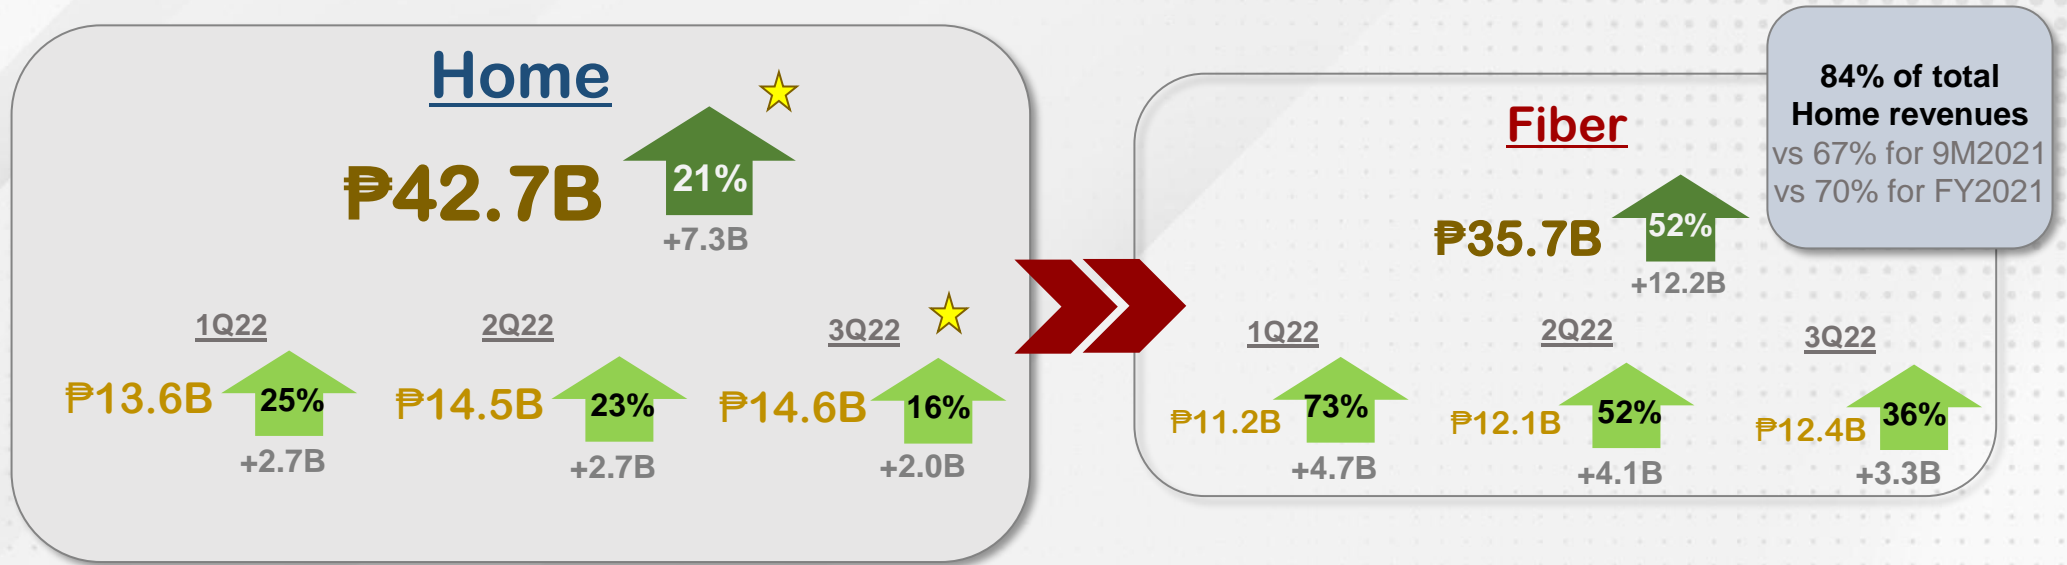 Home
₱42.7B
21%
+7.3B
1Q22
₱13.6B
25%
+2.7B
2Q22
₱14.5B
23%
+2.7B
3Q22
₱14.6B
16%
+2.0B
84% of total
Home revenues
vs 67% for 9M2021
vs 70% for FY2021
Fiber
₱35.7B
52%
+12.2B
1Q22
₱11.2B
73%
+4.7B
2Q22
₱12.1B
52%
+4.1B
3Q22
₱12.4B
36%
+3.3B